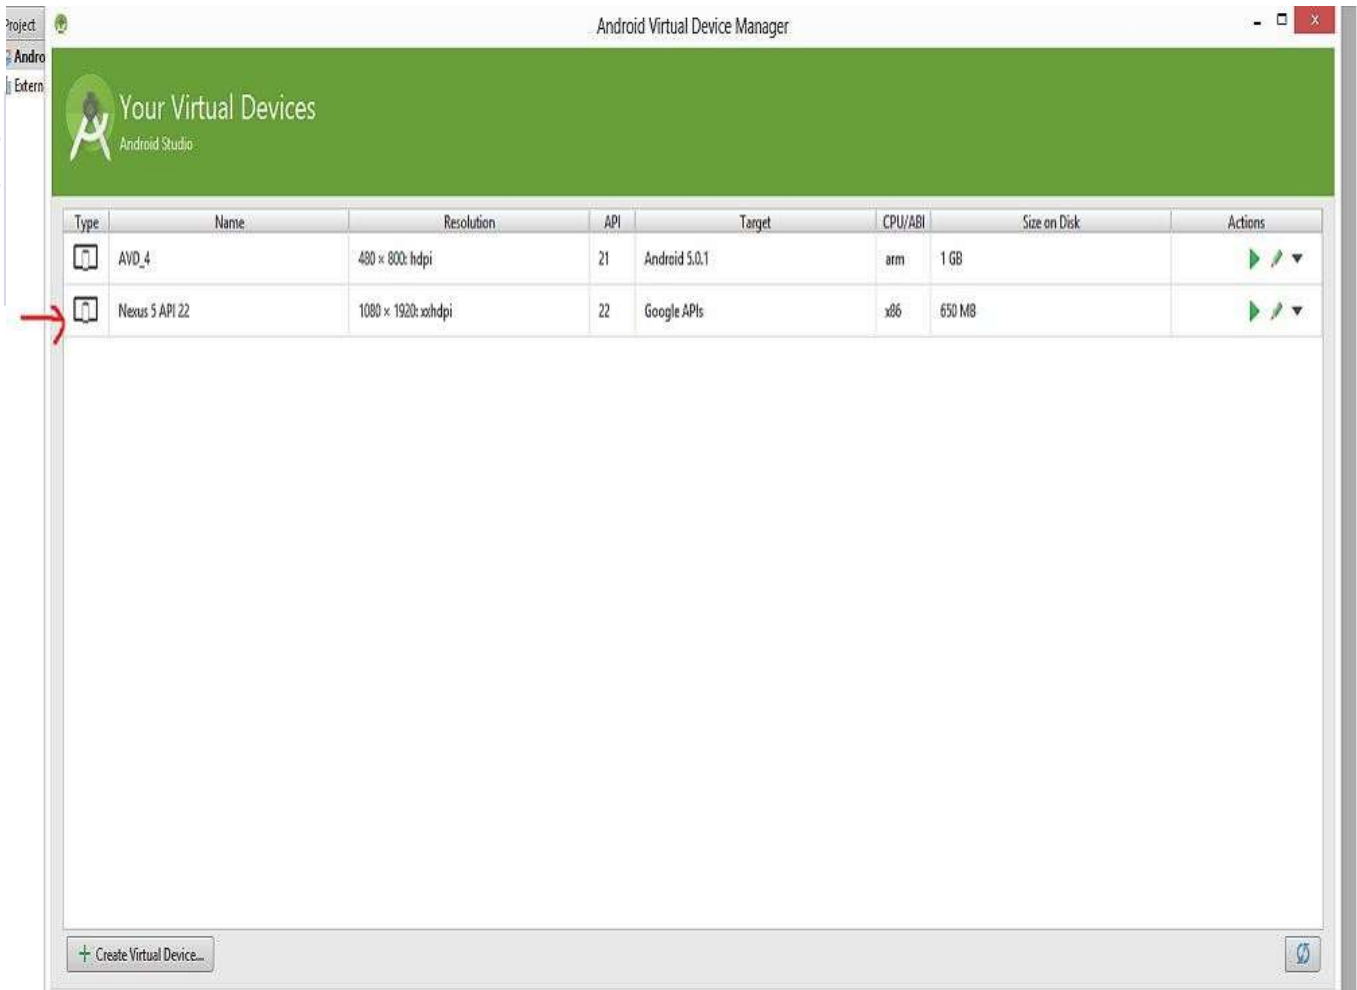 Project
Andro
Extern
Android Virtual Device Manager
Your Virtual Devices
Android Studio
Type Name Resolution API Target CPU/ABI Size on Disk Actions
AVD_4 480 × 800: hdpi 21 Android 5.0.1 arm 1 GB
Nexus 5 API 22 1080 × 1920: xxhdpi 22 Google APIs x86 650 MB
Create Virtual Device...